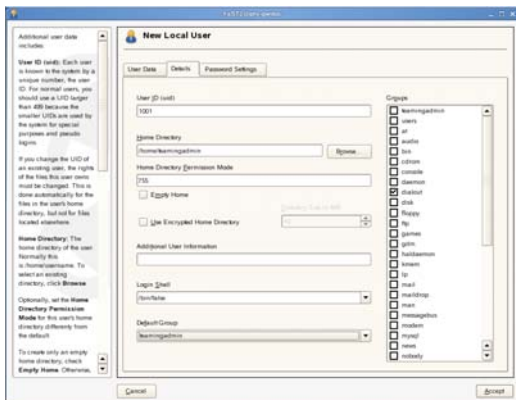 New Local User
Additional user data
includes:
User ID (uid): Each user
is known to the system by a
unique number, the user
ID. For normal users, you
should use a UID larger
than 499 because the
smaller UIDs are used by
the system for special
purposes and pseudo
logins.
If you change the UID of
an existing user, the rights
of the files this user owns
must be changed. This is
done automatically for the
files in the user's home
directory, but not for files
located elsewhere.
Home Directory: The
home directory of the user.
Normally this
is /home/username. To
select an existing
directory, click Browse.
Optionally, set the Home
Directory Permission
Mode for this user's home
directory differently from
the default.
To create only an empty
home directory, check
Empty Home. Otherwise,
User Data
Details
Password Settings
User ID (uid)
1001
Home Directory
/home/teamingadmin
Browse...
Home Directory Permission Mode
755
Empty Home
Use Encrypted Home Directory
Additional User Information
Login Shell
/bin/false
Default Group
teamingadmin
Groups
teamingadmin
users
at
audio
bin
cdrom
console
daemon
dialout
disk
floppy
ftp
games
gdm
haldaemon
kmem
lp
mail
maildrop
man
messagebus
modem
mysql
news
nobody
Cancel
Accept